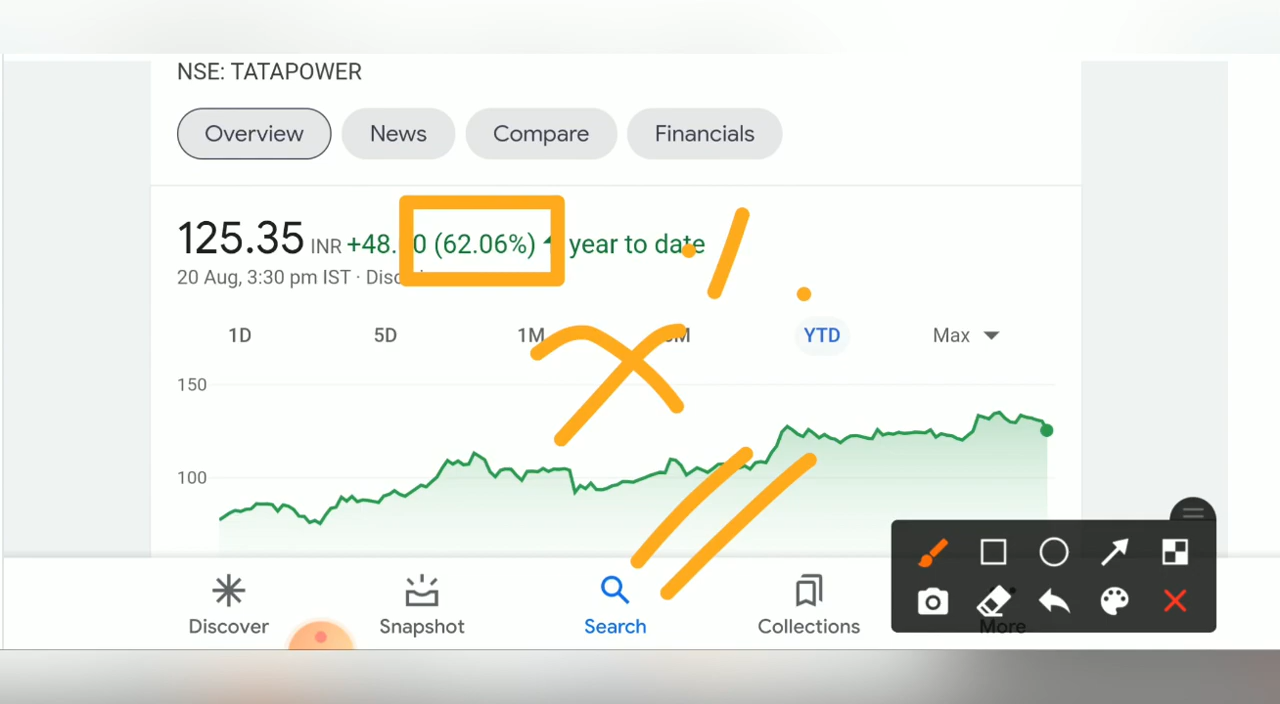 NSE: TATAPOWER
Overview News Compare Financials
125.35 INR +48. 0 (62.06%) year to date
20 Aug, 3:30 pm IST ·
1D 5D 1M YTD Max
150
100
Discover Snapshot Search Collections More